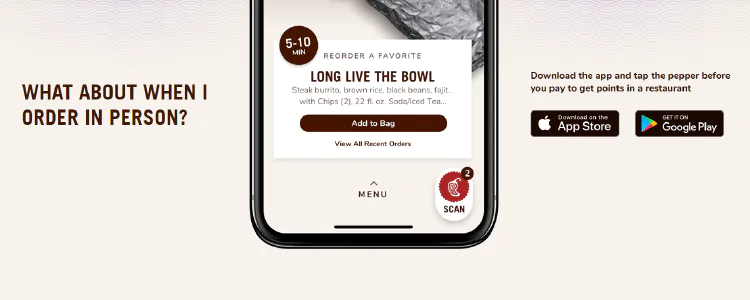 WHAT ABOUT WHEN I
ORDER IN PERSON?
5-10
MIN
REORDER A FAVORITE
LONG LIVE THE BOWL
Steak burrito, brown rice, black beans, fajit...
with Chips (2), 22 fl. oz. Soda/Iced Tea...
Add to Bag
View All Recent Orders
MENU
2
SCAN
Download the app and tap the pepper before
you pay to get points in a restaurant
Download on the
App Store
GET IT ON
Google Play